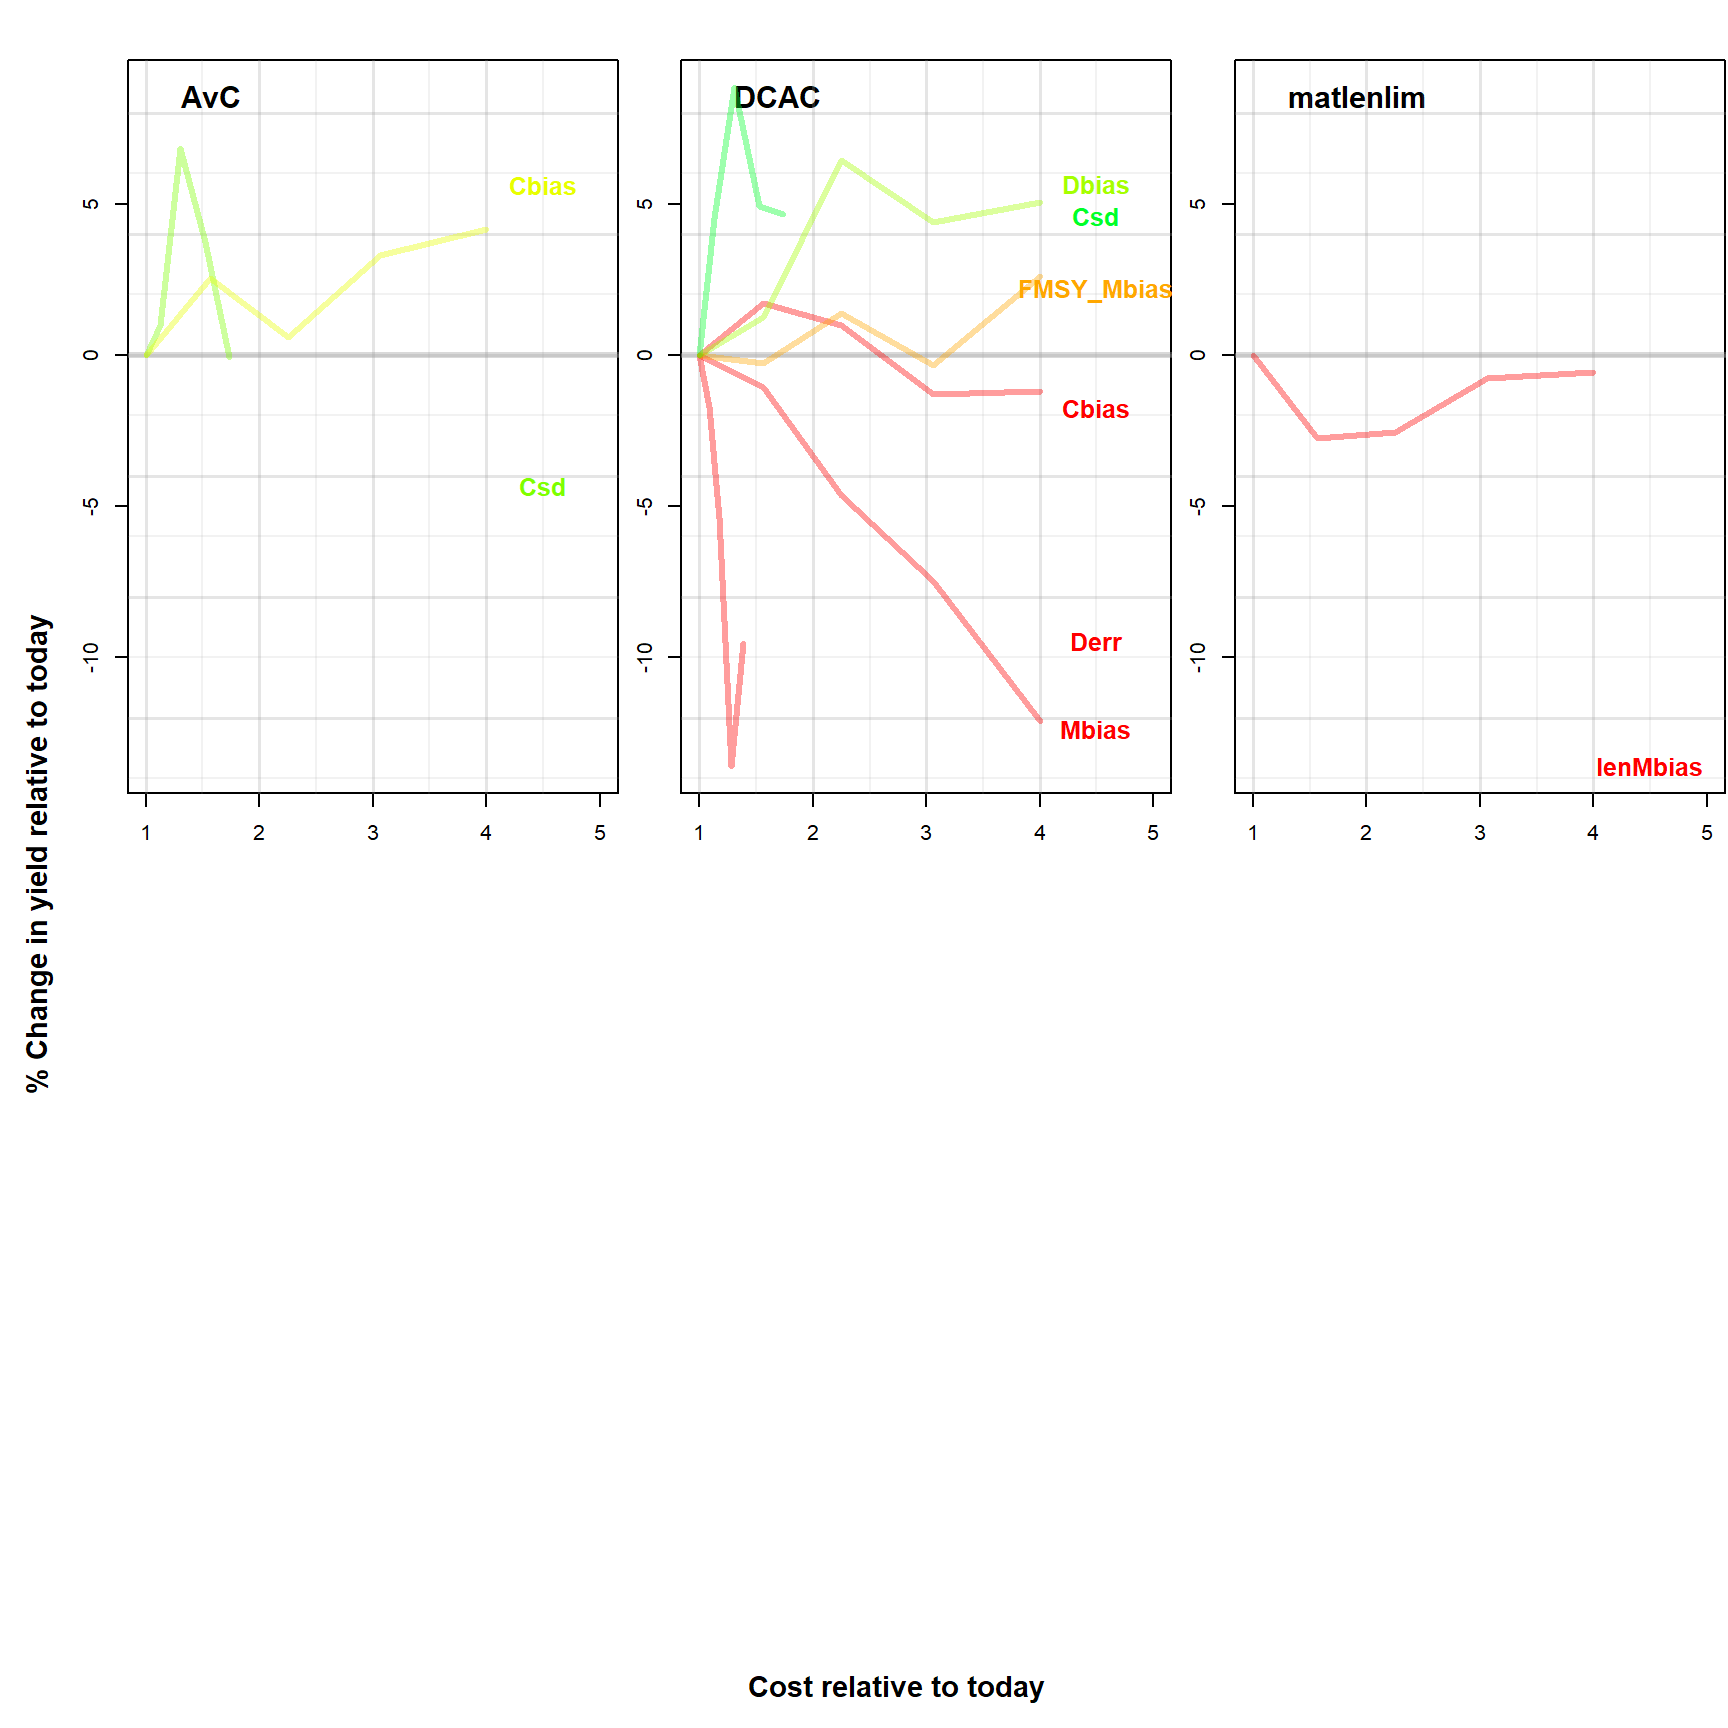 AvC
DCAC
matlenlim
Cbias
Csd
Dbias
Csd
FMSY_Mbias
Cbias
Derr
Mbias
lenMbias
5
0
-5
-10
5
0
-5
-10
5
0
-5
-10
1 2 3 4 5
1 2 3 4 5
1 2 3 4 5
% Change in yield relative to today
Cost relative to today